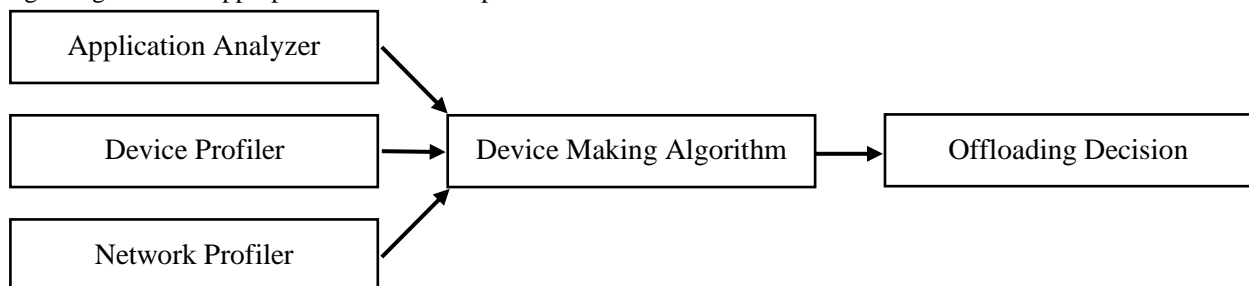 Application Analyzer
Device Profiler
Device Making Algorithm
Offloading Decision
Network Profiler